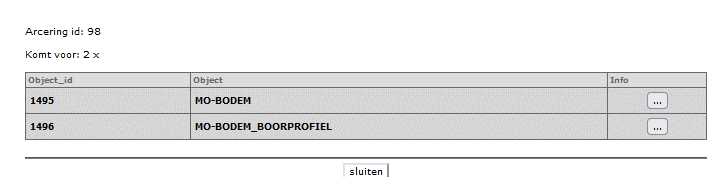 Arcering id: 98
Komt voor: 2 x
Object_id Object Info
1495 MO-BODEM ...
1496 MO-BODEM_BOORPROFIEL ...
sluiten